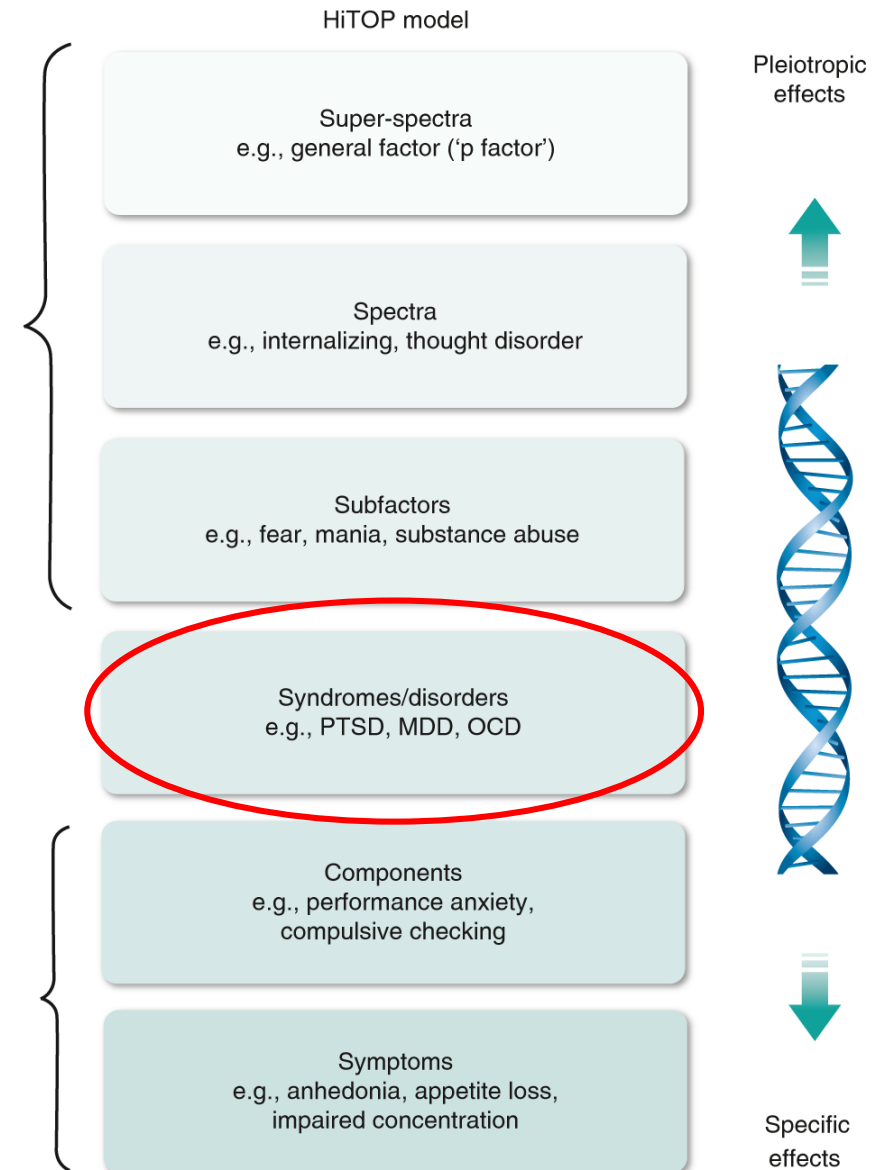 HiTOP model
Pleiotropic
effects
Super-spectra
e.g., general factor (‘p factor’)
Spectra
e.g., internalizing, thought disorder
Subfactors
e.g., fear, mania, substance abuse
Syndromes/disorders
e.g., PTSD, MDD, OCD
Components
e.g., performance anxiety,
compulsive checking
Symptoms
e.g., anhedonia, appetite loss,
impaired concentration
Specific
effects